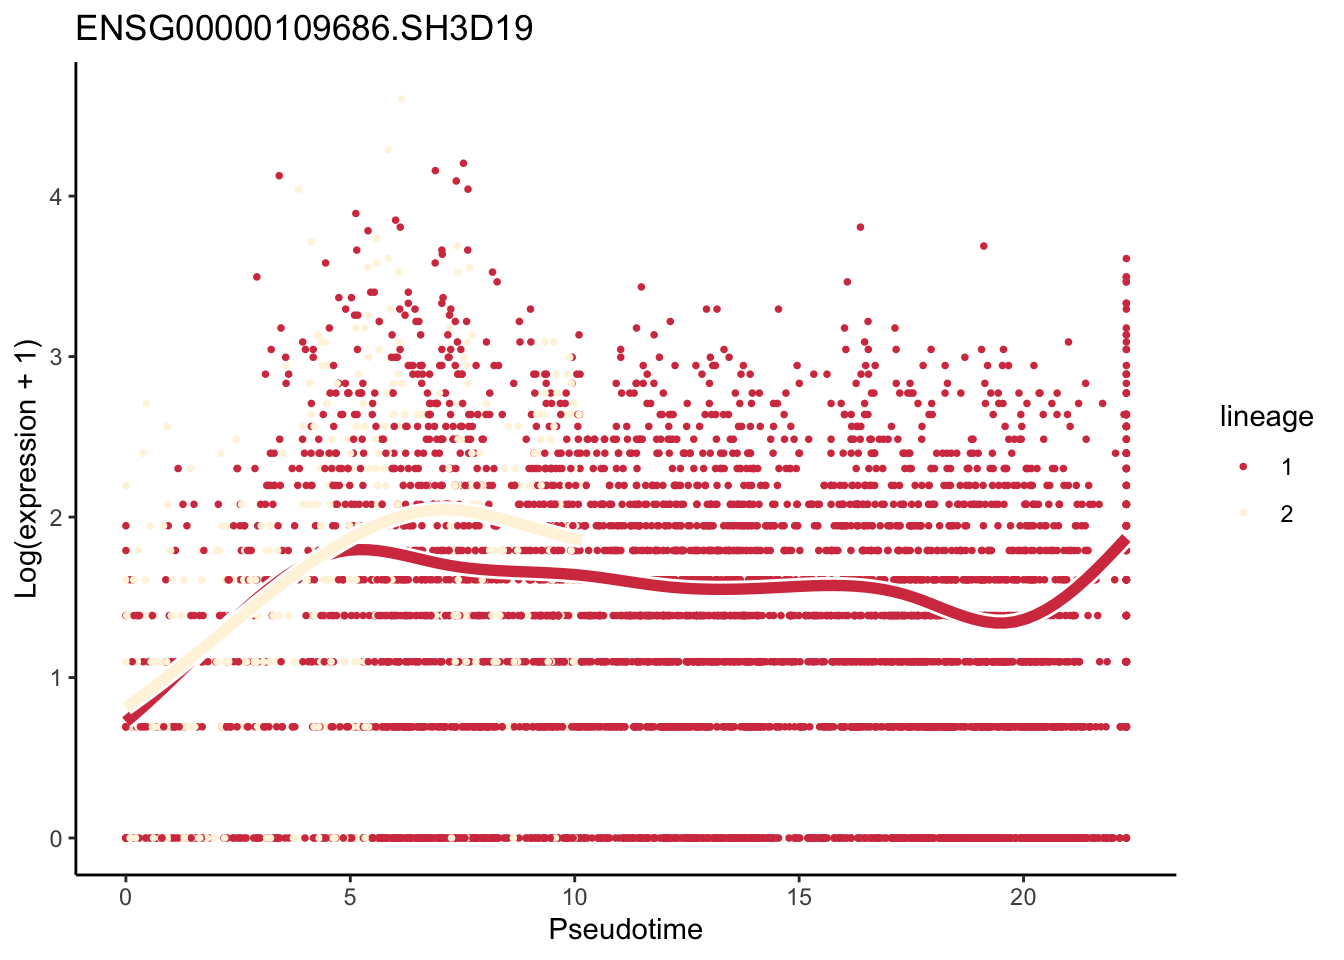 ENSG00000109686.SH3D19
Log(expression + 1)
4
3
2
1
0
0 5 10 15 20
Pseudotime
lineage
1
2